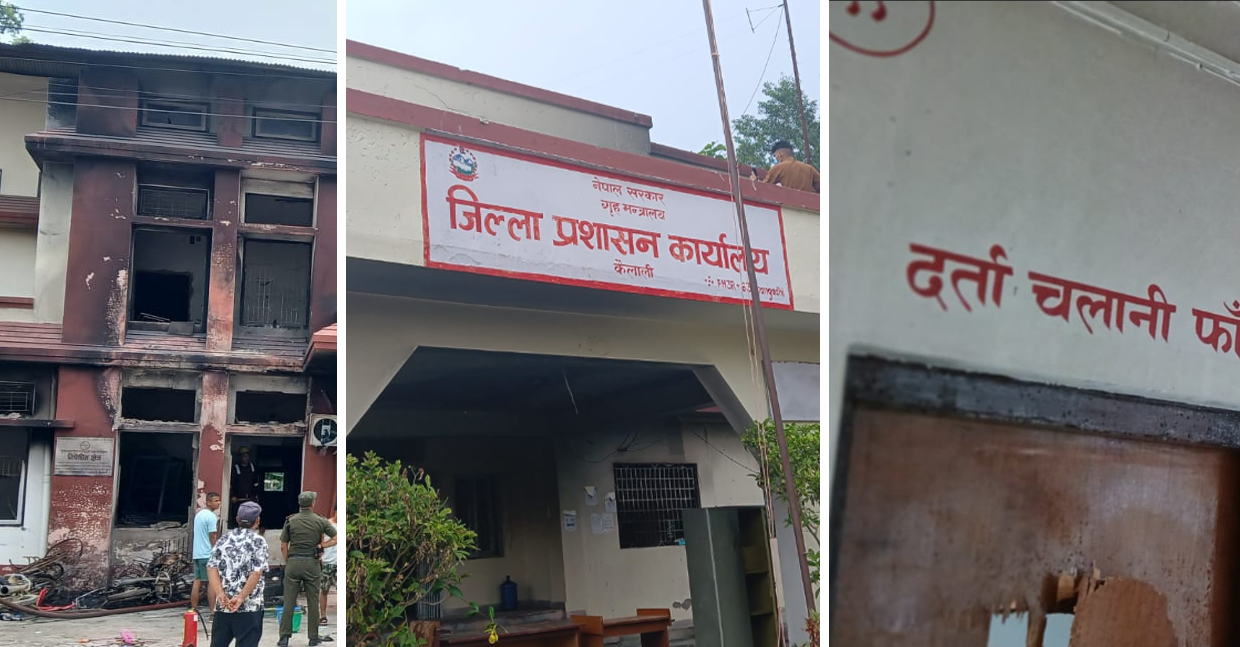 रिपोर्टिङ्ग क्षेत्र
नेपाल सरकार
गृह मन्त्रालय
जिल्ला प्रशासन कार्यालय
कैलाली
दर्ता चलानी फाँ